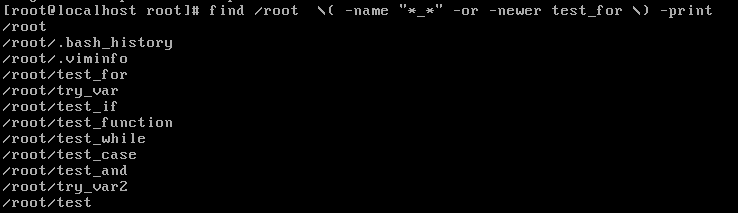 [root@localhost root]# find /root  \( -name "*_*" -or -newer test_for \) -print
/root
/root/.bash_history
/root/.viminfo
/root/test_for
/root/try_var
/root/test_if
/root/test_function
/root/test_while
/root/test_case
/root/test_and
/root/try_var2
/root/test